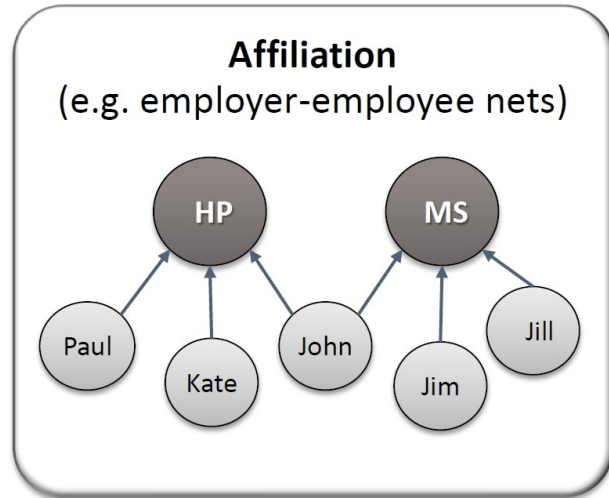 Affiliation
(e.g. employer-employee nets)
HP
MS
Paul
Kate
John
Jim
Jill